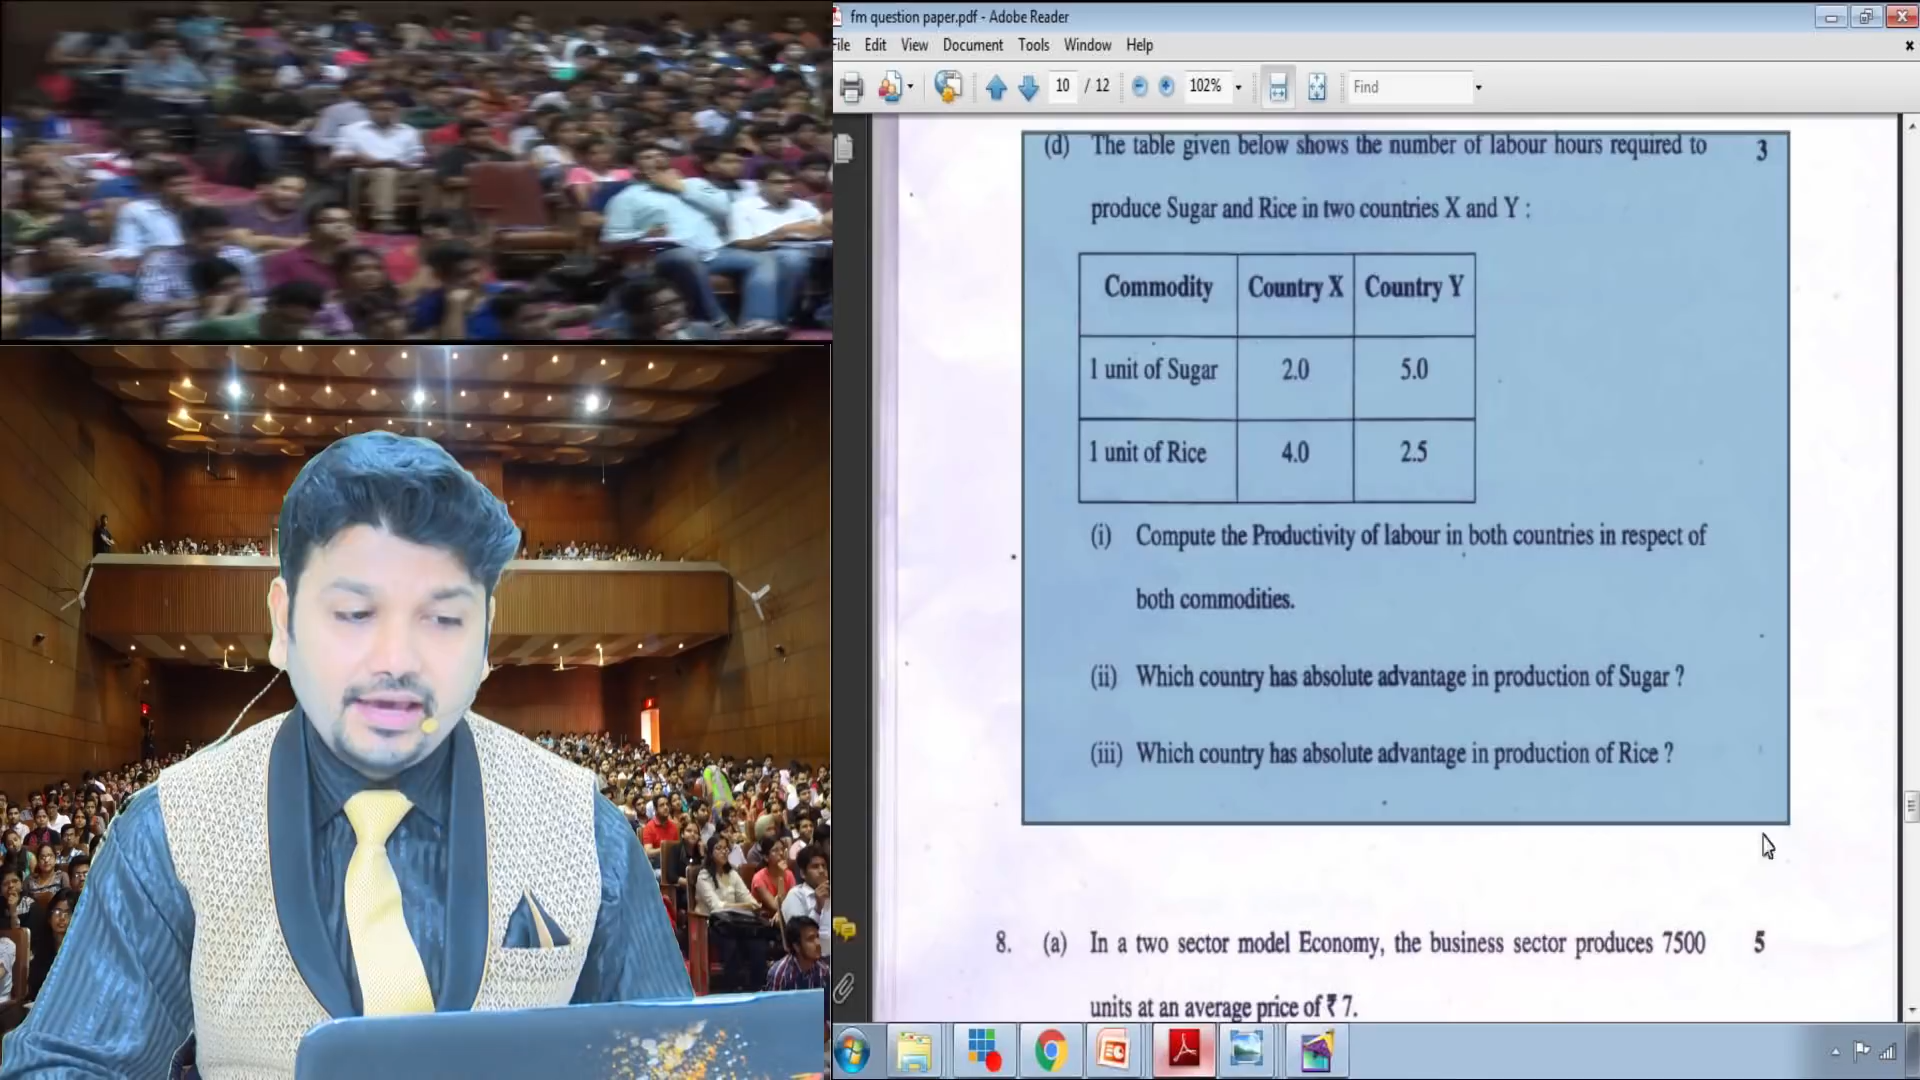 fm question paper.pdf - Adobe Reader
File Edit View Document Tools Window Help
10 / 12 102% Find
(d) The table given below shows the number of labour hours required to 3
produce Sugar and Rice in two countries X and Y :
Commodity Country X Country Y
1 unit of Sugar 2.0 5.0
1 unit of Rice 4.0 2.5
(i) Compute the Productivity of labour in both countries in respect of
both commodities.
(ii) Which country has absolute advantage in production of Sugar ?
(iii) Which country has absolute advantage in production of Rice ?
8. (a) In a two sector model Economy, the business sector produces 7500 5
units at an average price of ₹ 7.